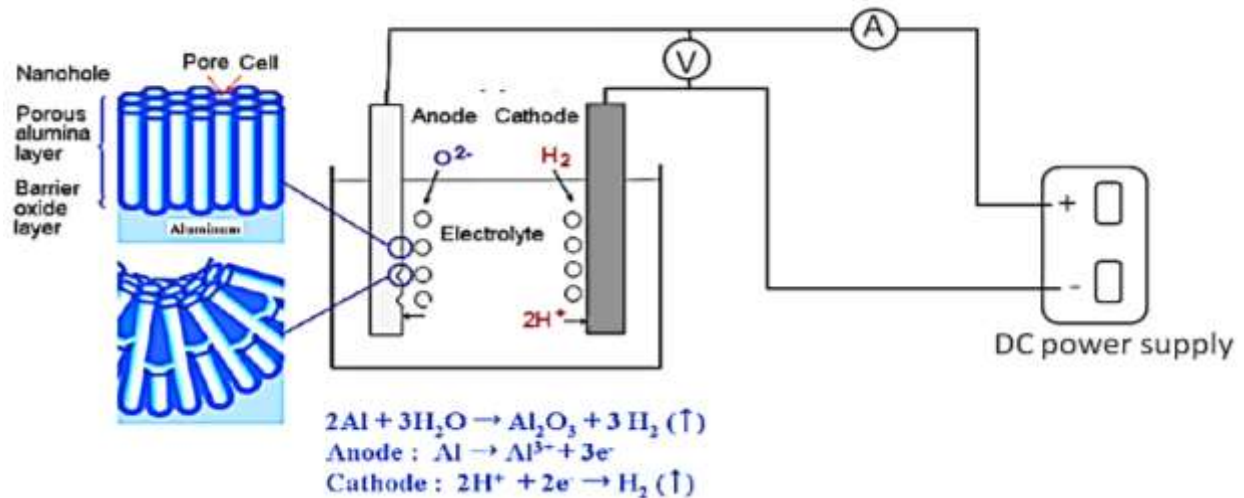 A
V
Nanohole
Pore Cell
Porous
alumina
layer
Barrier
oxide
layer
Aluminum
Anode
Cathode
O²⁻
H₂
Electrolyte
2H⁺
+
-
DC power supply
2Al + 3H₂O → Al₂O₃ + 3 H₂ (↑)
Anode : Al → Al³⁺ + 3e⁻
Cathode : 2H⁺ + 2e⁻ → H₂ (↑)